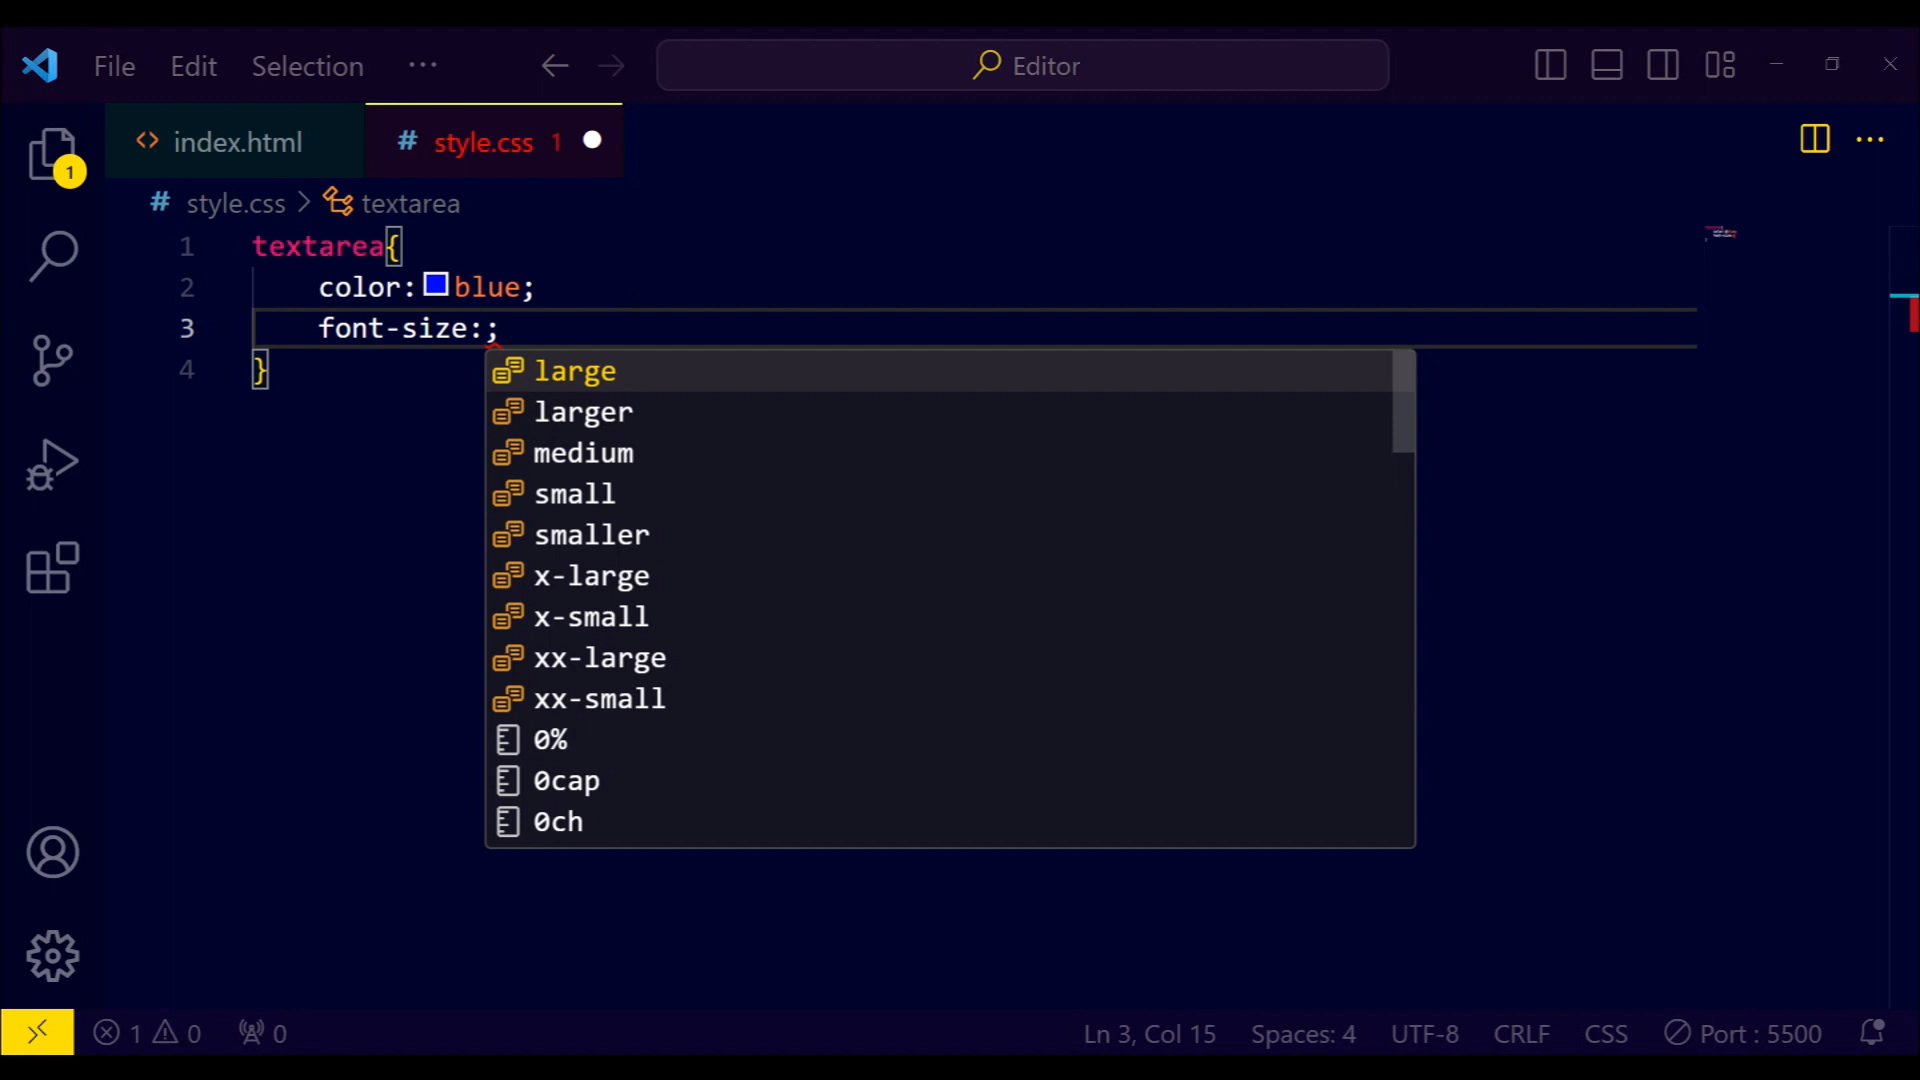 File Edit Selection ··· Editor
index.html # style.css 1
1
# style.css > textarea
1 textarea{
2 color:blue;
3 font-size:;
4 }
large
larger
medium
small
smaller
x-large
x-small
xx-large
xx-small
0%
0cap
0ch
1 0 0 Ln 3, Col 15 Spaces: 4 UTF-8 CRLF CSS Port : 5500